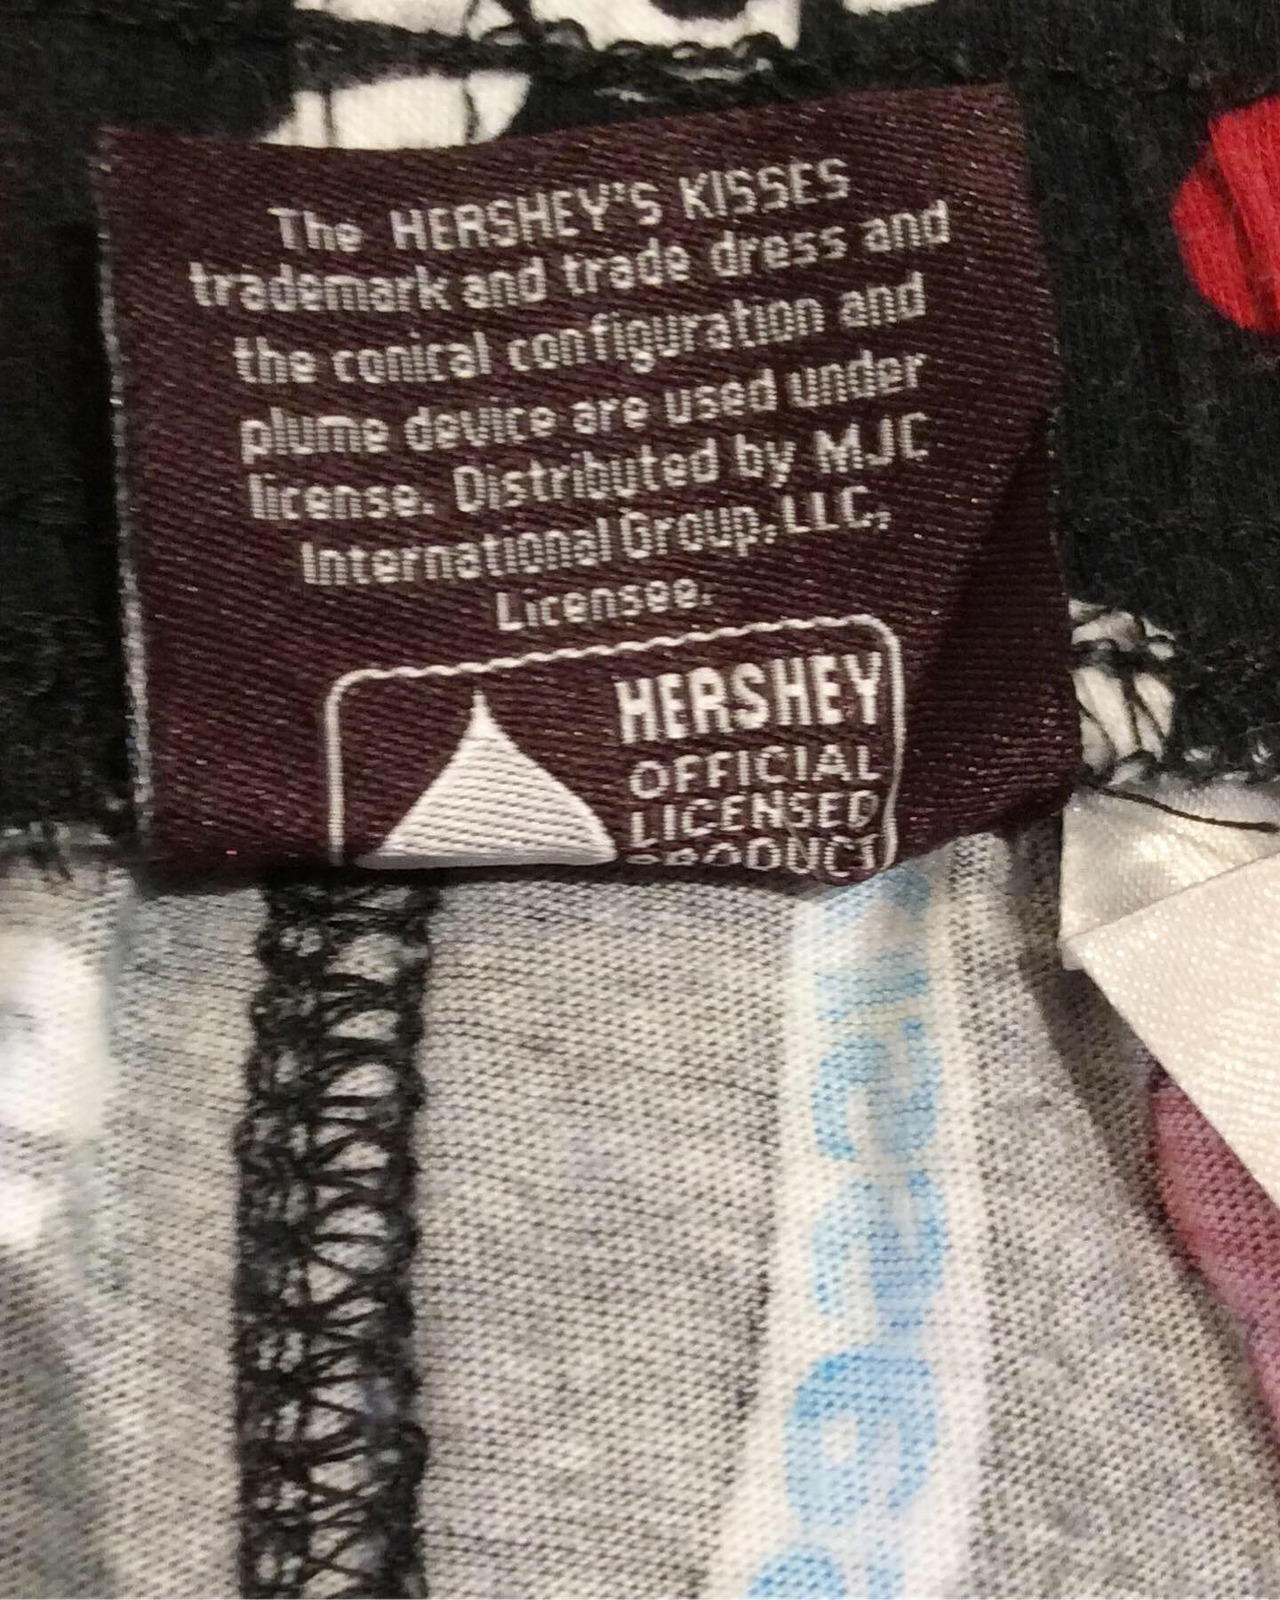 The HERSHEY'S KISSES
trademark and trade dress and
the conical configuration and
plume device are used under
license. Distributed by MJC
International Group, LLC,
Licensee.
HERSHEY
OFFICIAL
LICENSED
PRODUCT